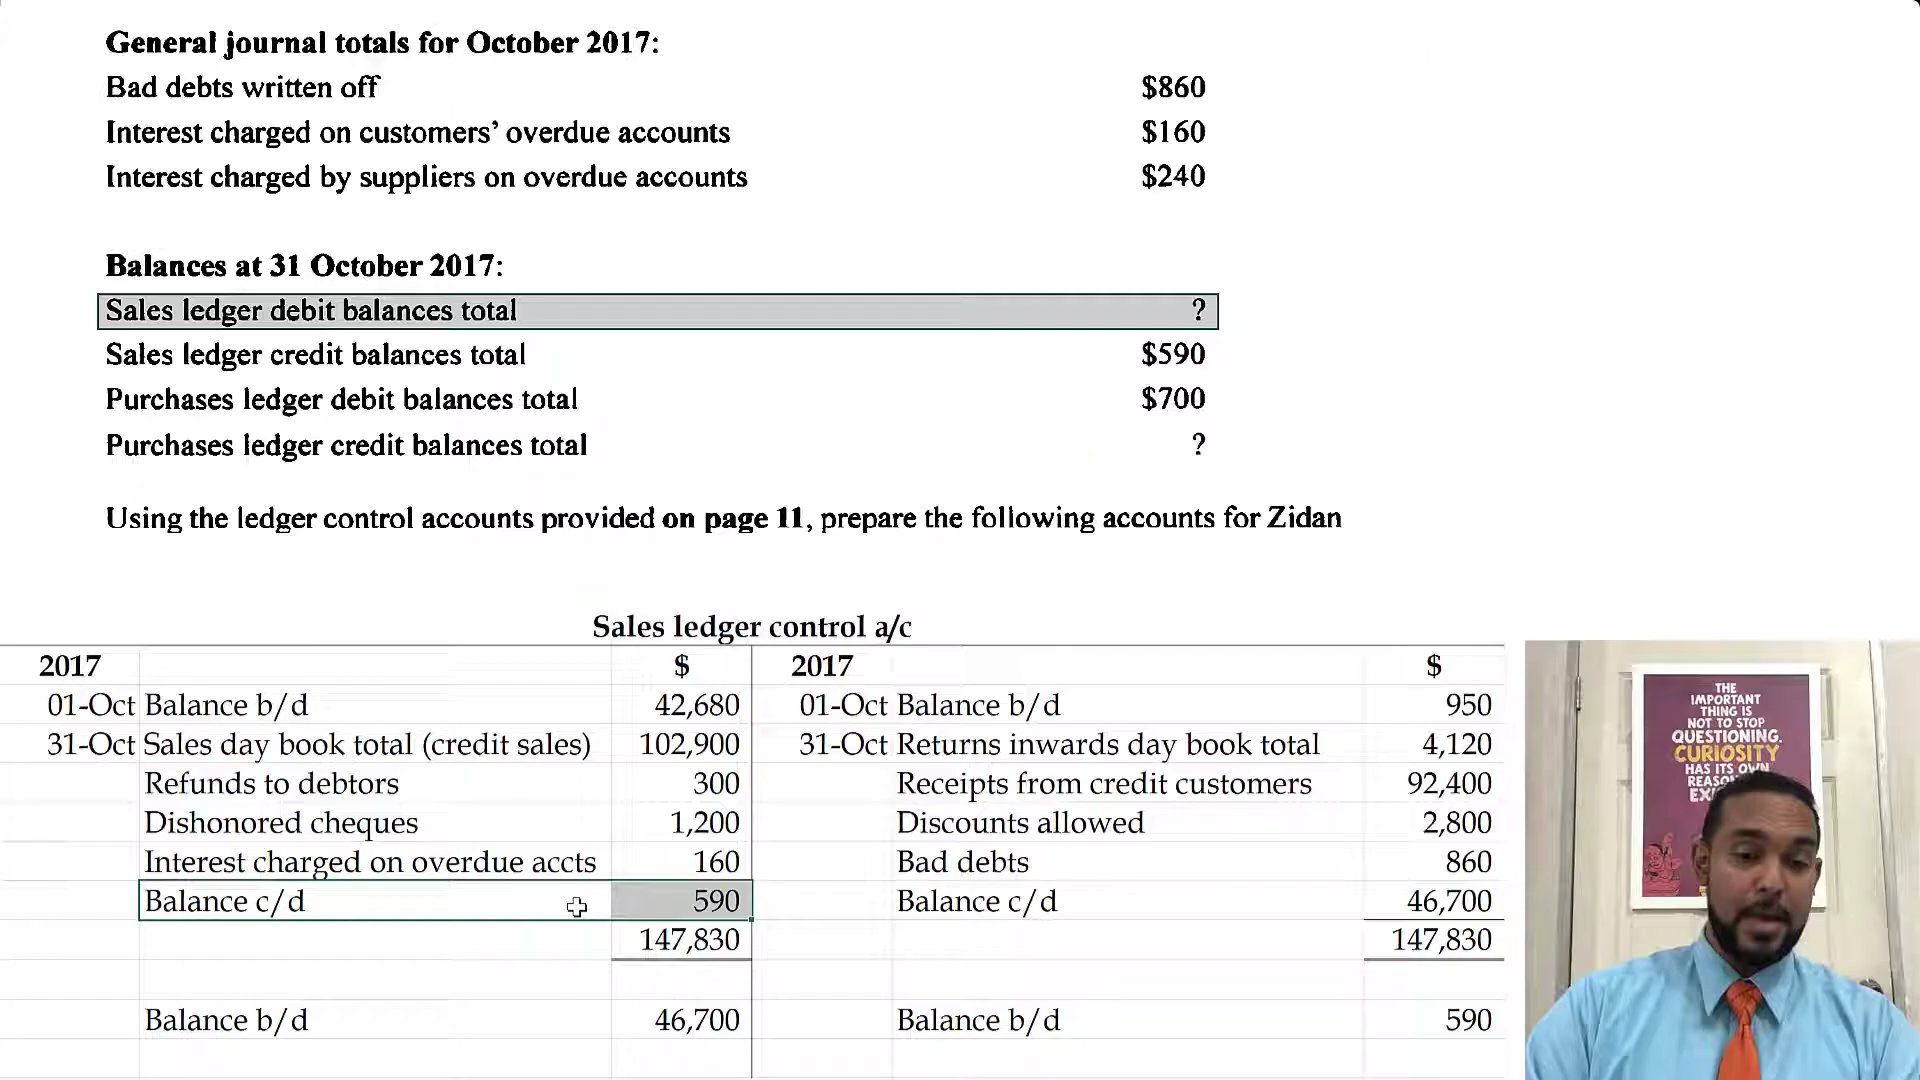 General journal totals for October 2017:
Bad debts written off $860
Interest charged on customers' overdue accounts $160
Interest charged by suppliers on overdue accounts $240
Balances at 31 October 2017:
Sales ledger debit balances total ?
Sales ledger credit balances total $590
Purchases ledger debit balances total $700
Purchases ledger credit balances total ?
Using the ledger control accounts provided on page 11, prepare the following accounts for Zidan
Sales ledger control a/c
2017 $ 2017 $
01-Oct Balance b/d 42,680 01-Oct Balance b/d 950
31-Oct Sales day book total (credit sales) 102,900 31-Oct Returns inwards day book total 4,120
Refunds to debtors 300 Receipts from credit customers 92,400
Dishonored cheques 1,200 Discounts allowed 2,800
Interest charged on overdue accts 160 Bad debts 860
Balance c/d 590 Balance c/d 46,700
147,830 147,830
Balance b/d 46,700 Balance b/d 590
THE
IMPORTANT
THING IS
NOT TO STOP
QUESTIONING.
CURIOSITY
HAS ITS OWN